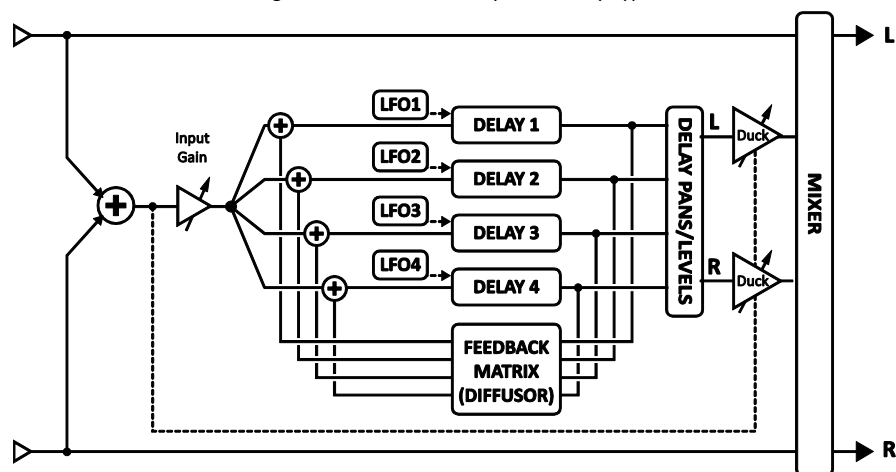 L
Input
Gain
LFO1
DELAY 1
LFO2
DELAY 2
LFO3
DELAY 3
LFO4
DELAY 4
DELAY PANS/LEVELS
L
Duck
R
Duck
MIXER
FEEDBACK
MATRIX
(DIFFUSOR)
R